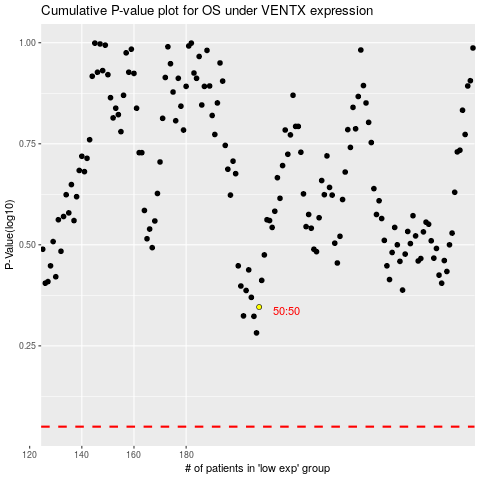 Cumulative P-value plot for OS under VENTX expression
P-Value(log10)
1.00
0.75
0.50
0.25
50:50
120 140 160 180
# of patients in 'low exp' group